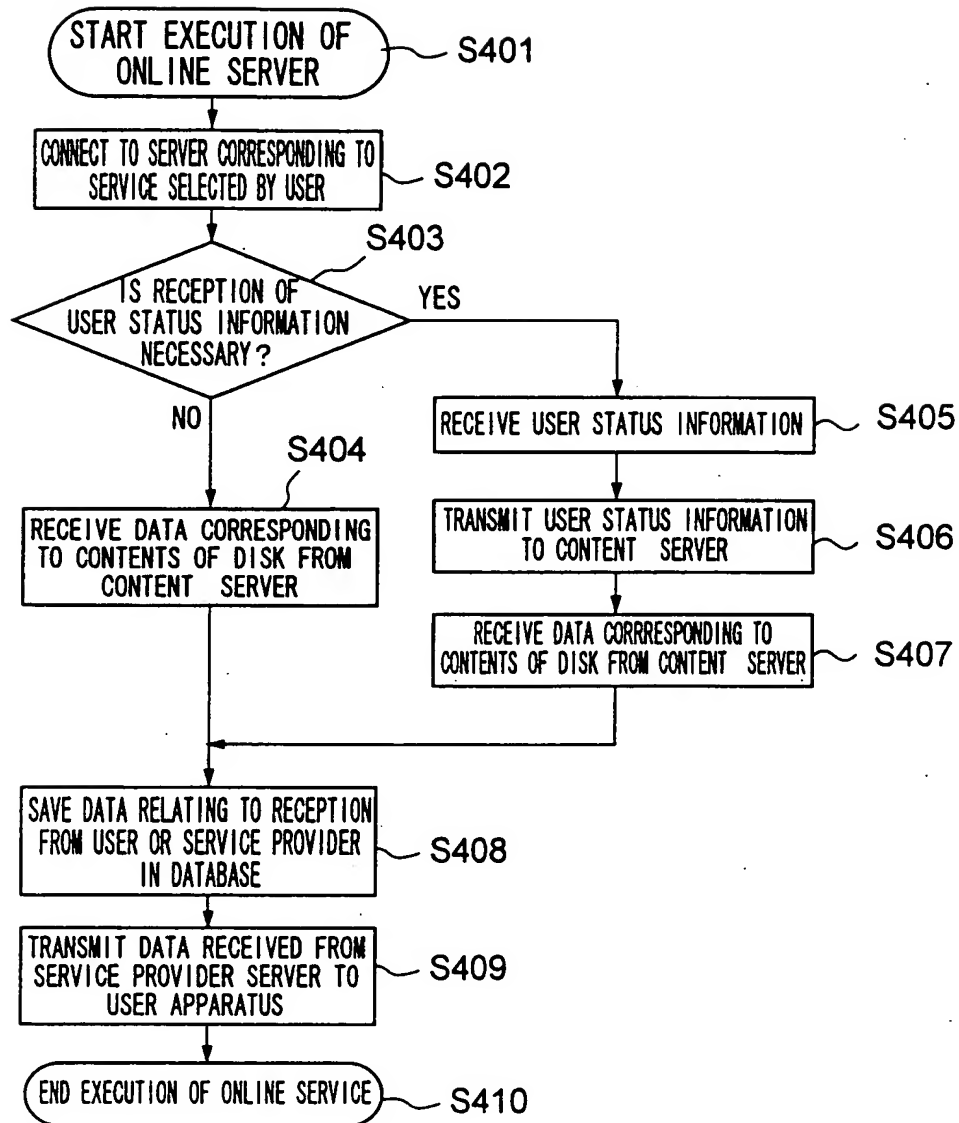 START EXECUTION OF
ONLINE SERVER
S401
CONNECT TO SERVER CORRESPONDING TO
SERVICE SELECTED BY USER
S402
S403
IS RECEPTION OF
USER STATUS INFORMATION
NECESSARY?
YES
NO
RECEIVE USER STATUS INFORMATION
S405
S404
RECEIVE DATA CORRESPONDING
TO CONTENTS OF DISK FROM
CONTENT SERVER
TRANSMIT USER STATUS INFORMATION
TO CONTENT SERVER
S406
RECEIVE DATA CORRRESPONDING TO
CONTENTS OF DISK FROM CONTENT SERVER
S407
SAVE DATA RELATING TO RECEPTION
FROM USER OR SERVICE PROVIDER
IN DATABASE
S408
TRANSMIT DATA RECEIVED FROM
SERVICE PROVIDER SERVER TO
USER APPARATUS
S409
END EXECUTION OF ONLINE SERVICE
S410